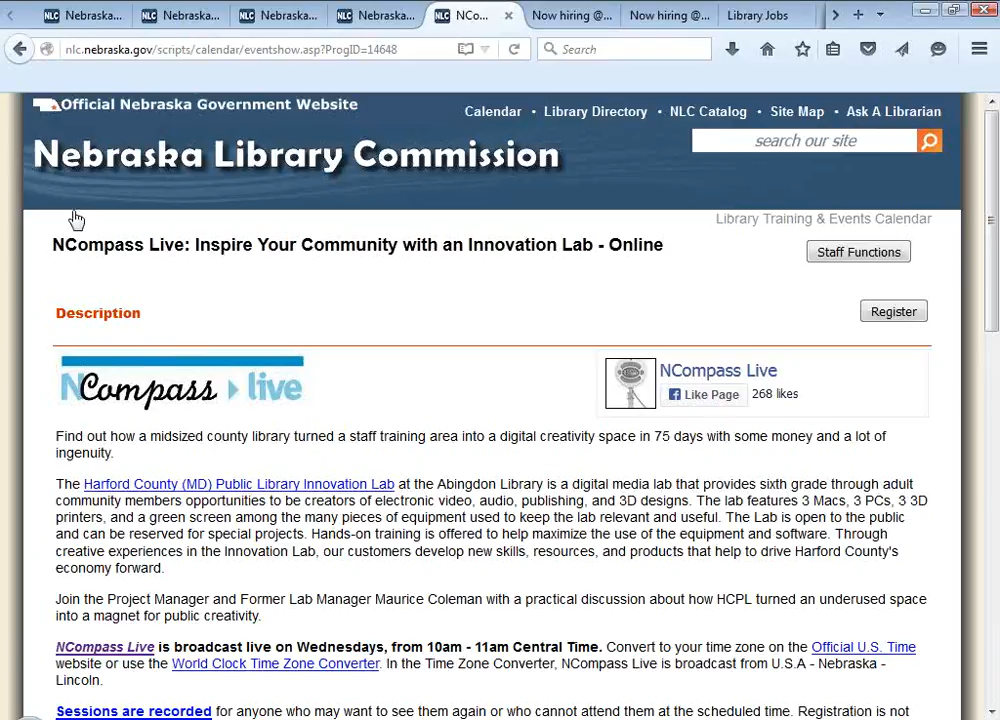 NLC Nebraska... NLC Nebraska... NLC Nebraska... NLC Nebraska... NLC NCo... Now hiring @... Now hiring @... Library Jobs
nlc.nebraska.gov/scripts/calendar/eventshow.asp?ProgID=14648 Search
Official Nebraska Government Website
Calendar • Library Directory • NLC Catalog • Site Map • Ask A Librarian
Nebraska Library Commission
search our site
Library Training & Events Calendar
NCompass Live: Inspire Your Community with an Innovation Lab - Online
Staff Functions
Description
Register
NCompass live
NCompass Live
Like Page 268 likes
Find out how a midsized county library turned a staff training area into a digital creativity space in 75 days with some money and a lot of
ingenuity.
The Harford County (MD) Public Library Innovation Lab at the Abingdon Library is a digital media lab that provides sixth grade through adult
community members opportunities to be creators of electronic video, audio, publishing, and 3D designs. The lab features 3 Macs, 3 PCs, 3 3D
printers, and a green screen among the many pieces of equipment used to keep the lab relevant and useful. The Lab is open to the public
and can be reserved for special projects. Hands-on training is offered to help maximize the use of the equipment and software. Through
creative experiences in the Innovation Lab, our customers develop new skills, resources, and products that help to drive Harford County's
economy forward.
Join the Project Manager and Former Lab Manager Maurice Coleman with a practical discussion about how HCPL turned an underused space
into a magnet for public creativity.
NCompass Live is broadcast live on Wednesdays, from 10am - 11am Central Time. Convert to your time zone on the Official U.S. Time
website or use the World Clock Time Zone Converter. In the Time Zone Converter, NCompass Live is broadcast from U.S.A - Nebraska -
Lincoln.
Sessions are recorded for anyone who may want to see them again or who cannot attend them at the scheduled time. Registration is not